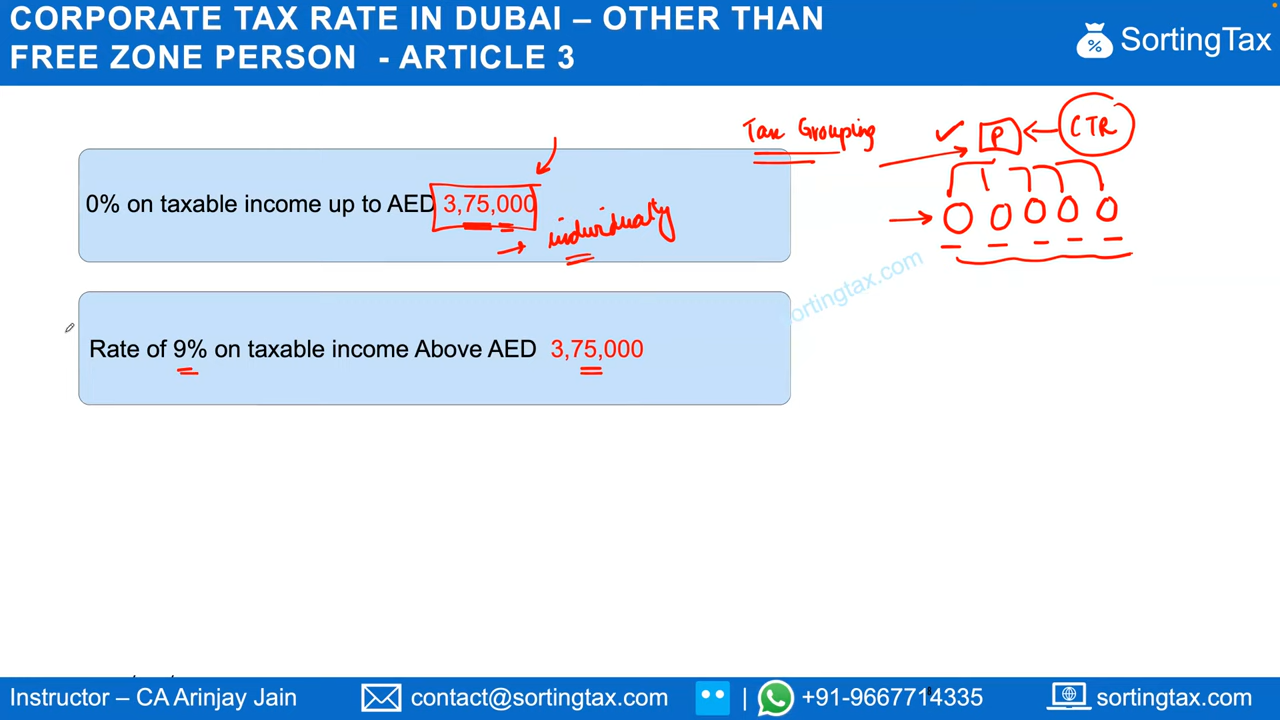 CORPORATE TAX RATE IN DUBAI – OTHER THAN
FREE ZONE PERSON - ARTICLE 3
SortingTax
Tax Grouping
P
CTR
0% on taxable income up to AED 3,75,000
individually
sortingtax.com
Rate of 9% on taxable income Above AED 3,75,000
Instructor – CA Arinjay Jain
contact@sortingtax.com
| +91-9667714335
sortingtax.com